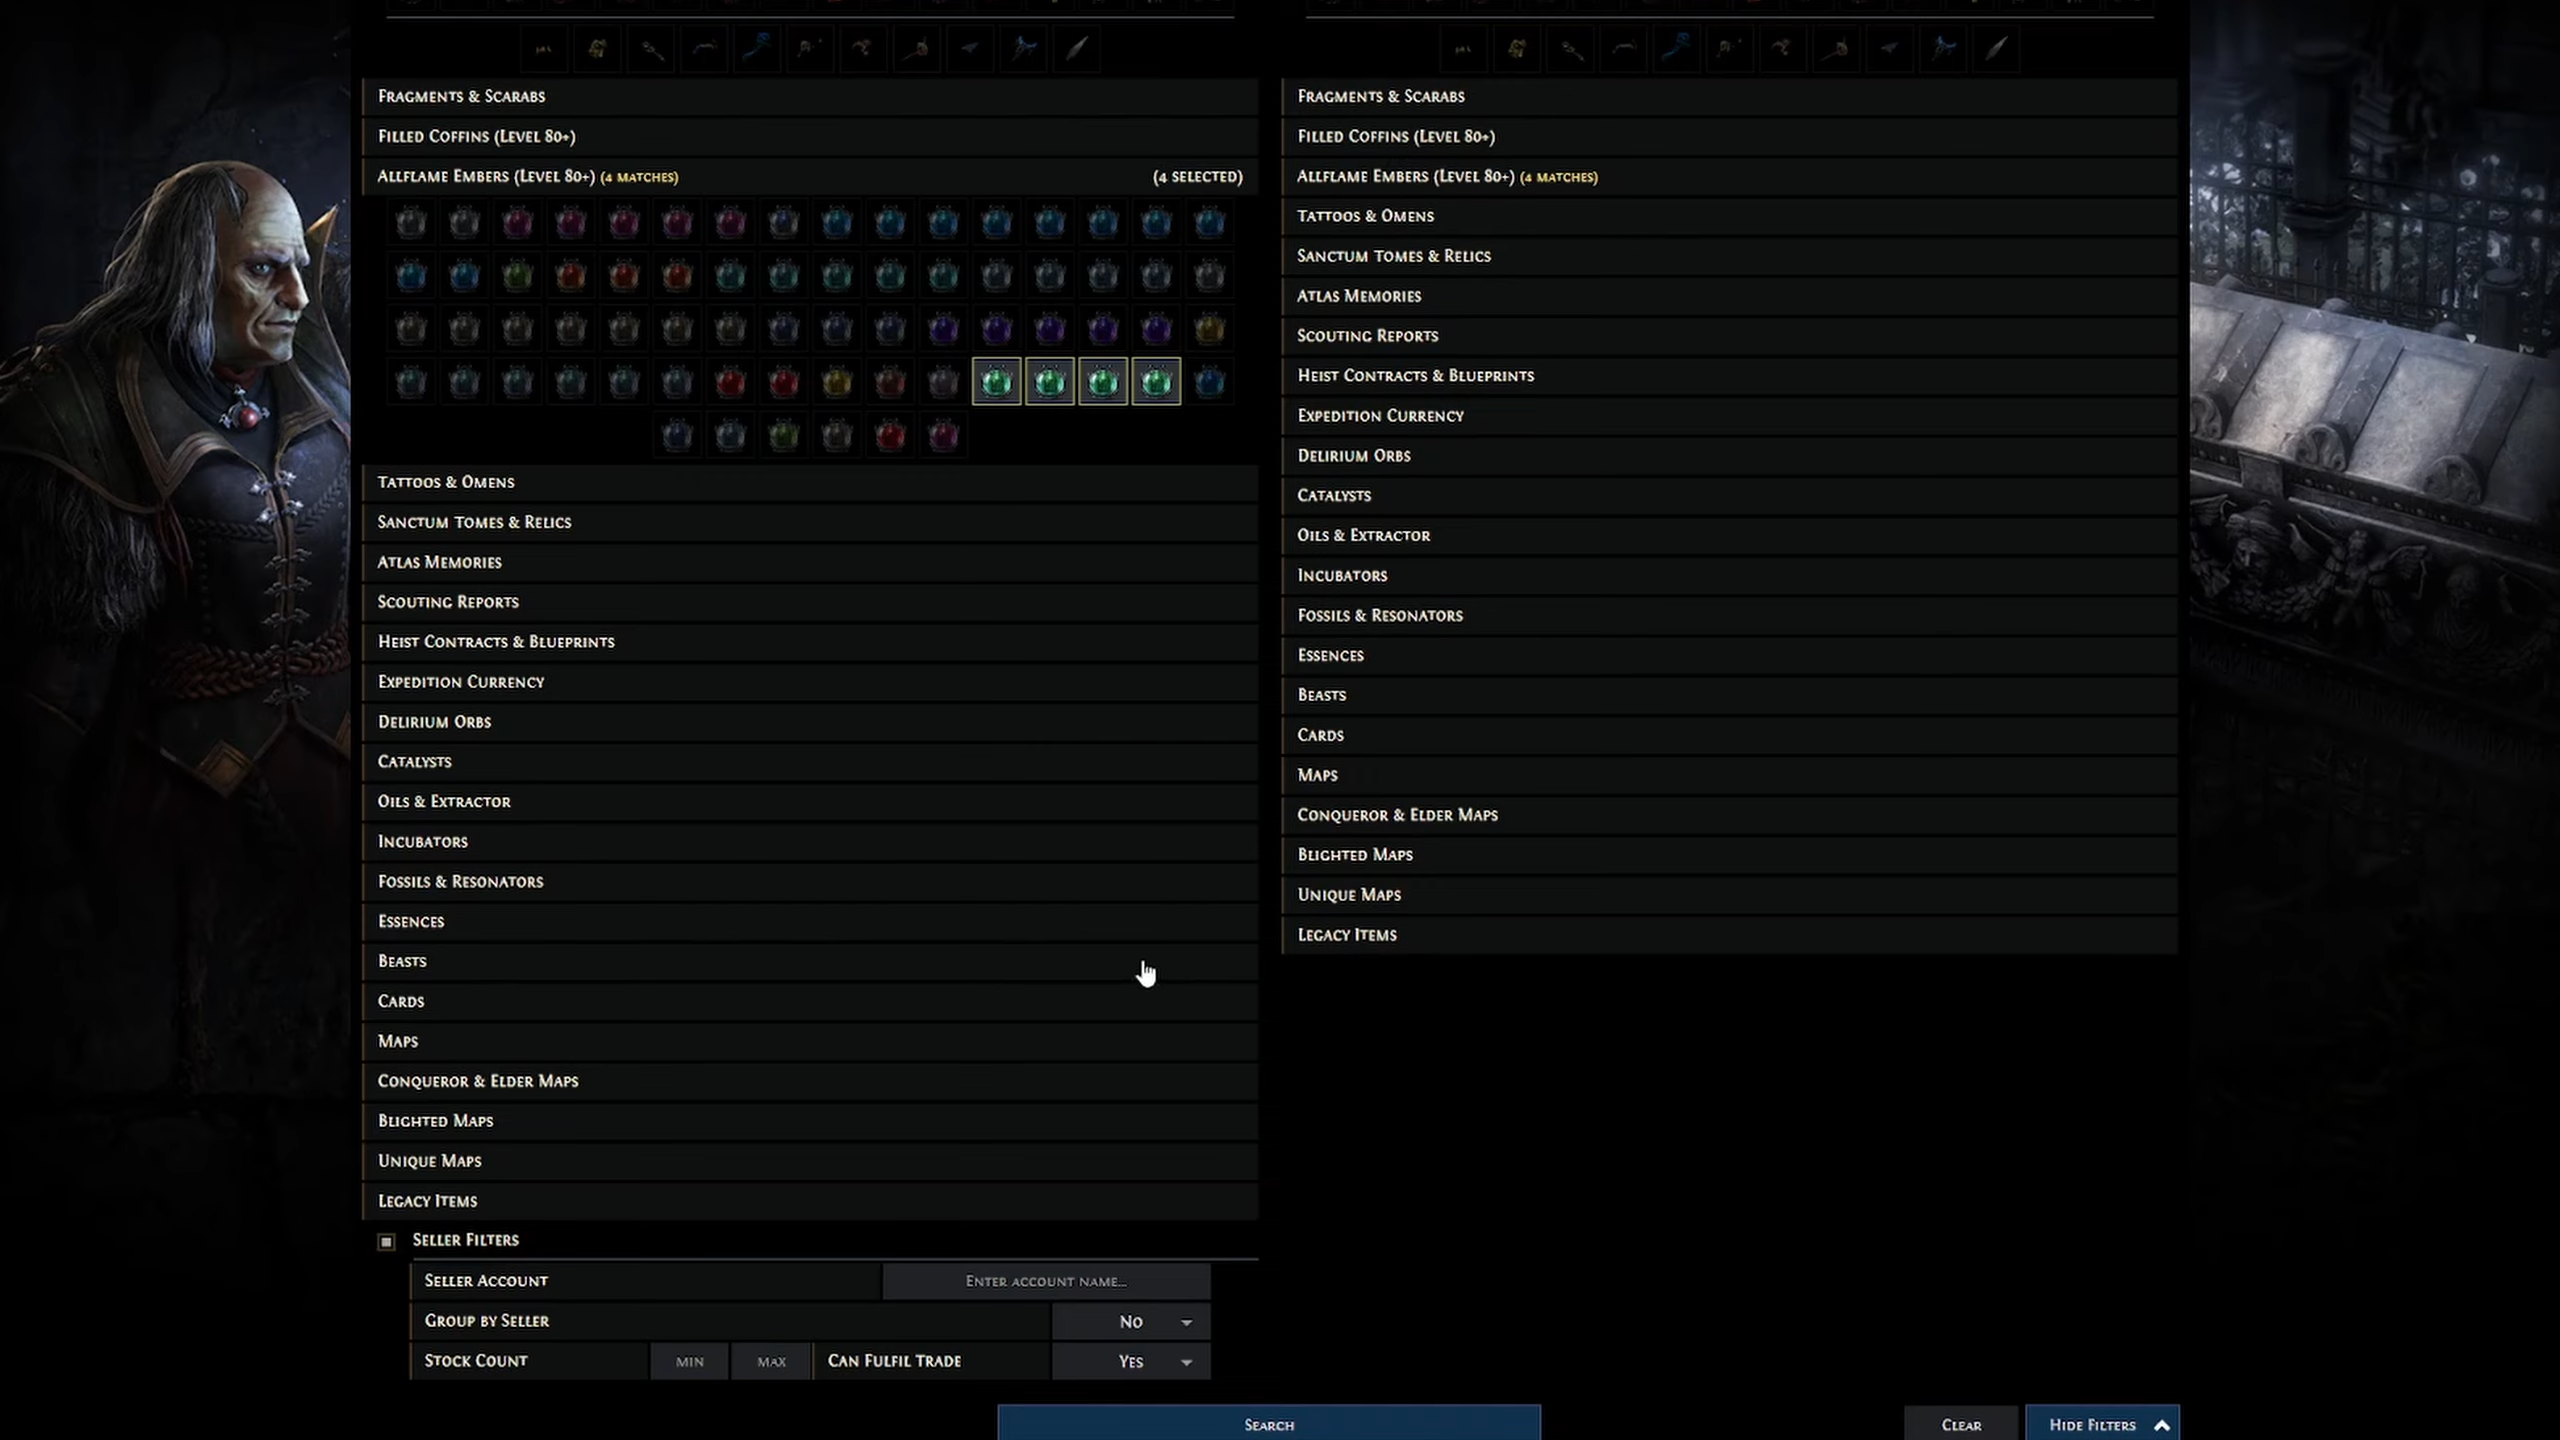 Fragments & Scarabs
Filled Coffins (Level 80+)
Allflame Embers (Level 80+) (4 matches) (4 selected)
Tattoos & Omens
Sanctum Tomes & Relics
Atlas Memories
Scouting Reports
Heist Contracts & Blueprints
Expedition Currency
Delirium Orbs
Catalysts
Oils & Extractor
Incubators
Fossils & Resonators
Essences
Beasts
Cards
Maps
Conqueror & Elder Maps
Blighted Maps
Unique Maps
Legacy Items
Seller Filters
Seller Account Enter account name...
Group by Seller No
Stock Count min max Can Fulfil Trade Yes
Fragments & Scarabs
Filled Coffins (Level 80+)
Allflame Embers (Level 80+) (4 matches)
Tattoos & Omens
Sanctum Tomes & Relics
Atlas Memories
Scouting Reports
Heist Contracts & Blueprints
Expedition Currency
Delirium Orbs
Catalysts
Oils & Extractor
Incubators
Fossils & Resonators
Essences
Beasts
Cards
Maps
Conqueror & Elder Maps
Blighted Maps
Unique Maps
Legacy Items
Search
Clear
Hide Filters